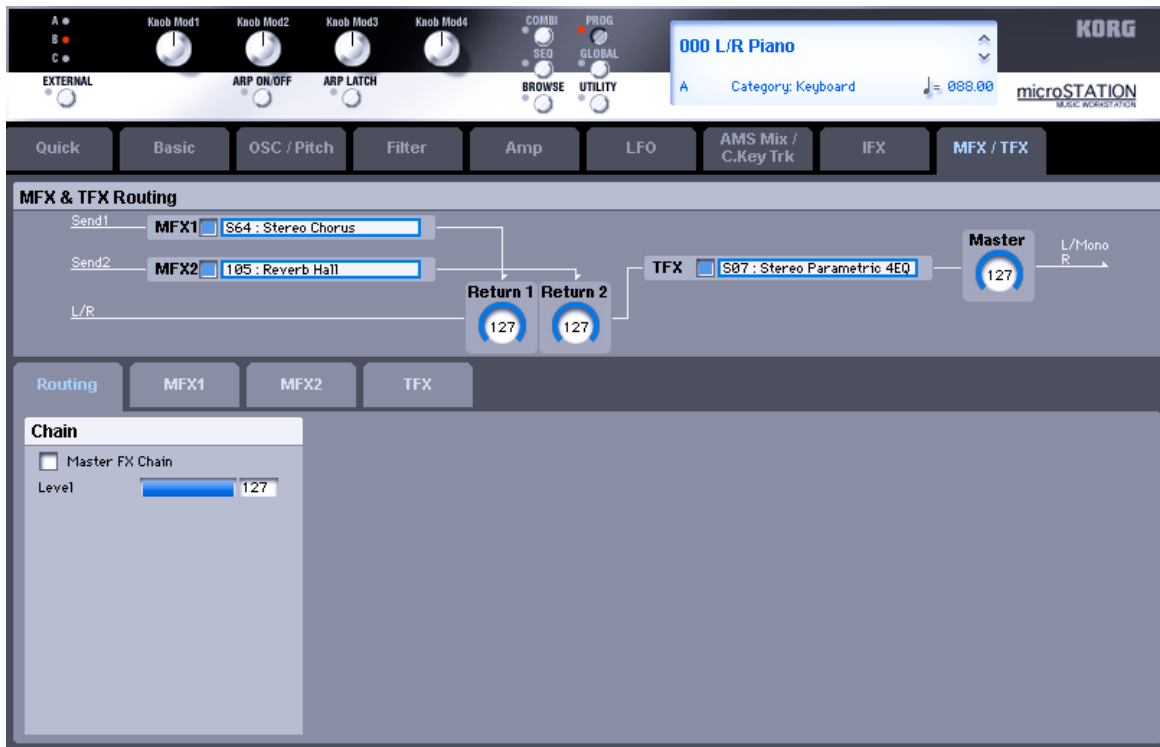 A
B
C
Knob Mod1
Knob Mod2
Knob Mod3
Knob Mod4
COMBI
PROG
SEQ
GLOBAL
EXTERNAL
ARP ON/OFF
ARP LATCH
BROWSE
UTILITY
000 L/R Piano
A Category: Keyboard ♩= 088.00
KORG
microSTATION
MUSIC WORKSTATION
Quick
Basic
OSC / Pitch
Filter
Amp
LFO
AMS Mix /
C.Key Trk
IFX
MFX / TFX
MFX & TFX Routing
Send1
MFX1 S64 : Stereo Chorus
Send2
MFX2 105 : Reverb Hall
L/R
Return 1
127
Return 2
127
TFX S07 : Stereo Parametric 4EQ
Master
127
L/Mono
R
Routing
MFX1
MFX2
TFX
Chain
Master FX Chain
Level 127